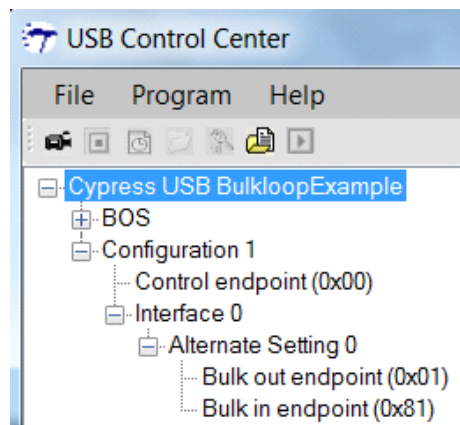 USB Control Center
File Program Help
Cypress USB BulkloopExample
BOS
Configuration 1
Control endpoint (0x00)
Interface 0
Alternate Setting 0
Bulk out endpoint (0x01)
Bulk in endpoint (0x81)